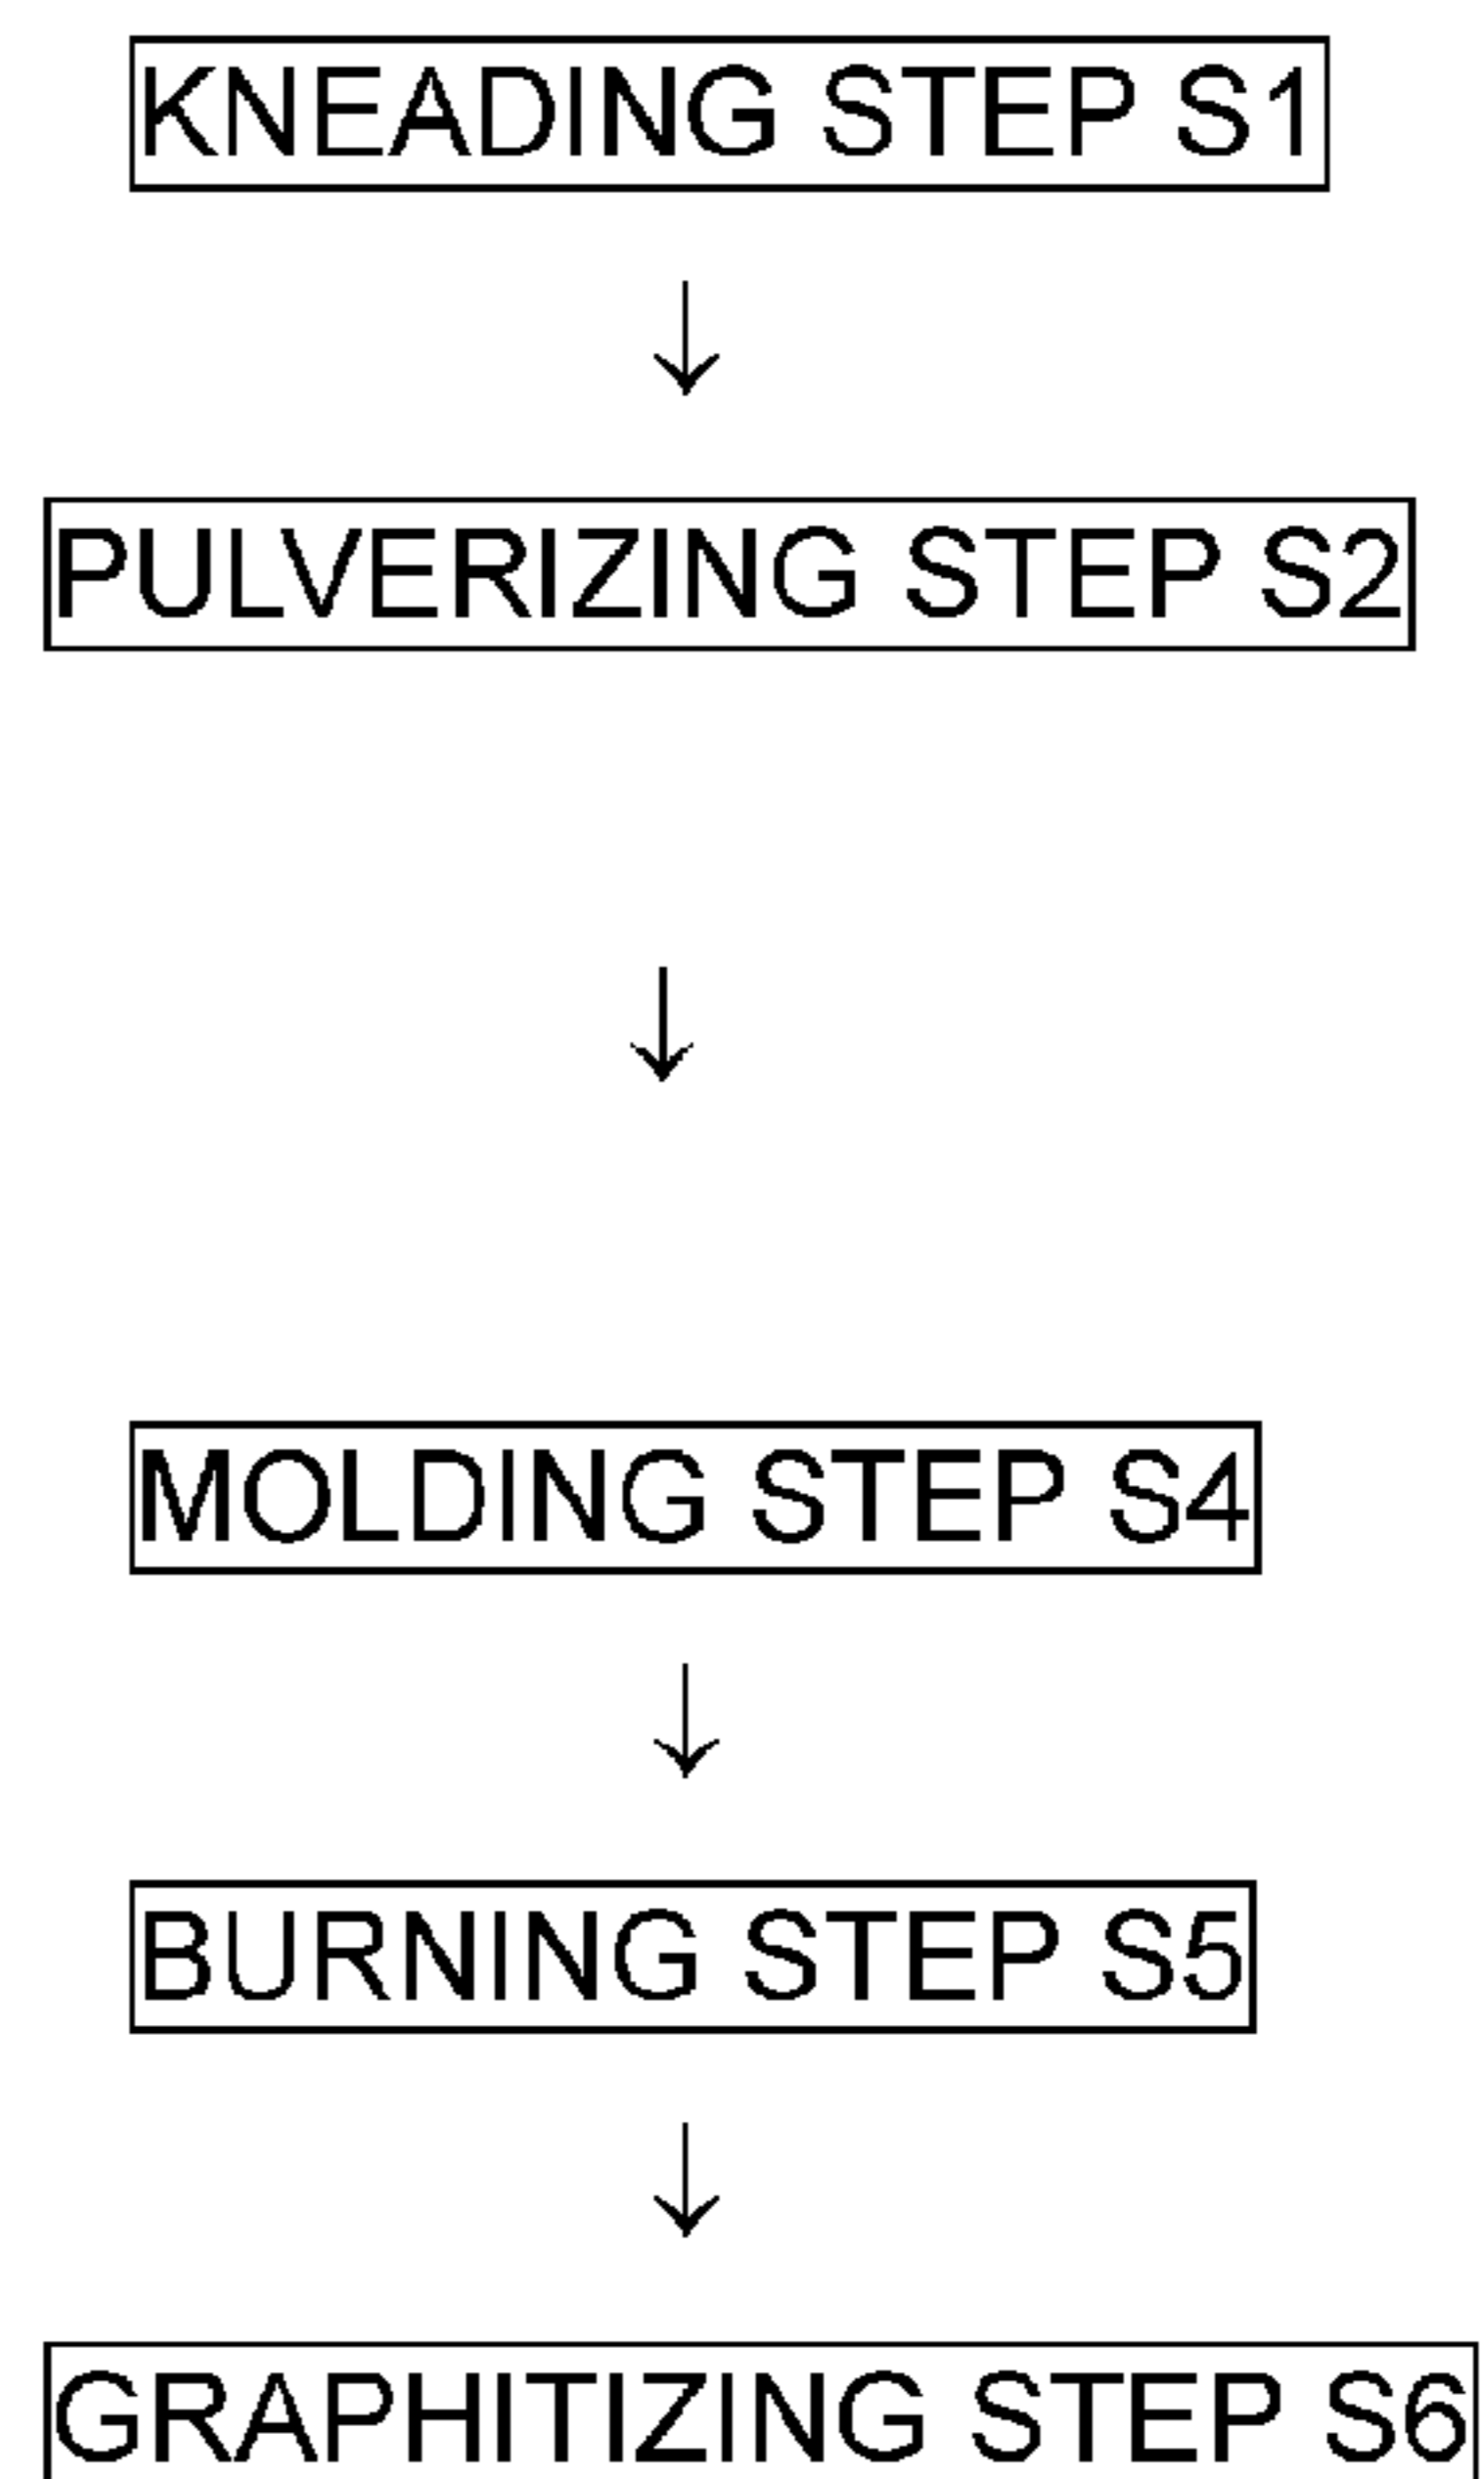 KNEADING STEP S1
↓
PULVERIZING STEP S2
↓
MOLDING STEP S4
↓
BURNING STEP S5
↓
GRAPHITIZING STEP S6